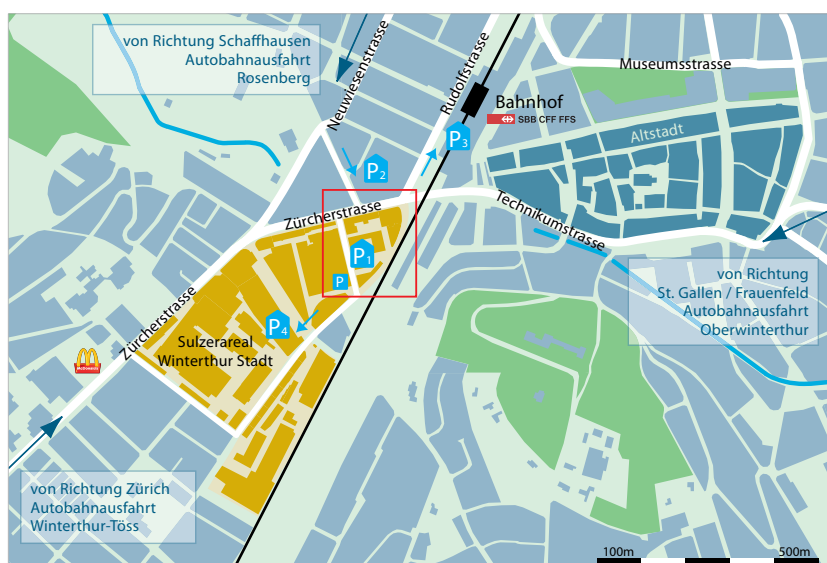 von Richtung Schaffhausen
Autobahnausfahrt
Rosenberg
Neuwiesenstrasse
Rudolfstrasse
Museumsstrasse
Bahnhof
SBB CFF FFS
Altstadt
P3
P2
Zürcherstrasse
Technikumstrasse
P1
P
von Richtung
St. Gallen / Frauenfeld
Autobahnausfahrt
Oberwinterthur
P4
Zürcherstrasse
Sulzerareal
Winterthur Stadt
McDonald's
von Richtung Zürich
Autobahnausfahrt
Winterthur-Töss
100m
500m